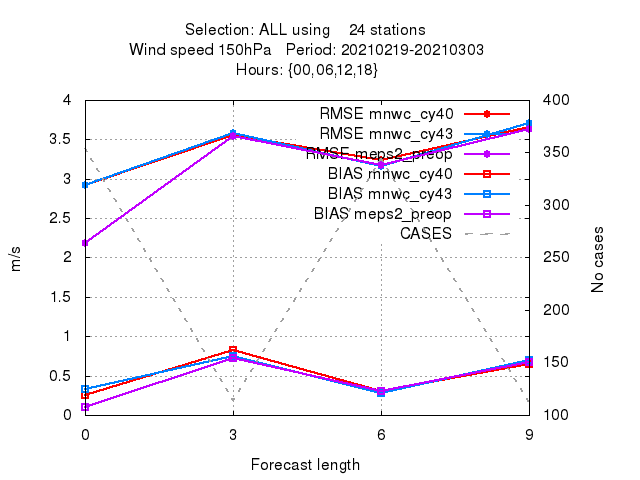 Selection: ALL using    24 stations
Wind speed 150hPa   Period: 20210219-20210303
Hours: {00,06,12,18}
4
3.5
3
2.5
2
1.5
1
0.5
0
m/s
RMSE mnwc_cy40
RMSE mnwc_cy43
RMSE meps2_preop
BIAS mnwc_cy40
BIAS mnwc_cy43
BIAS meps2_preop
CASES
400
350
300
250
200
150
100
No cases
0 3 6 9
Forecast length